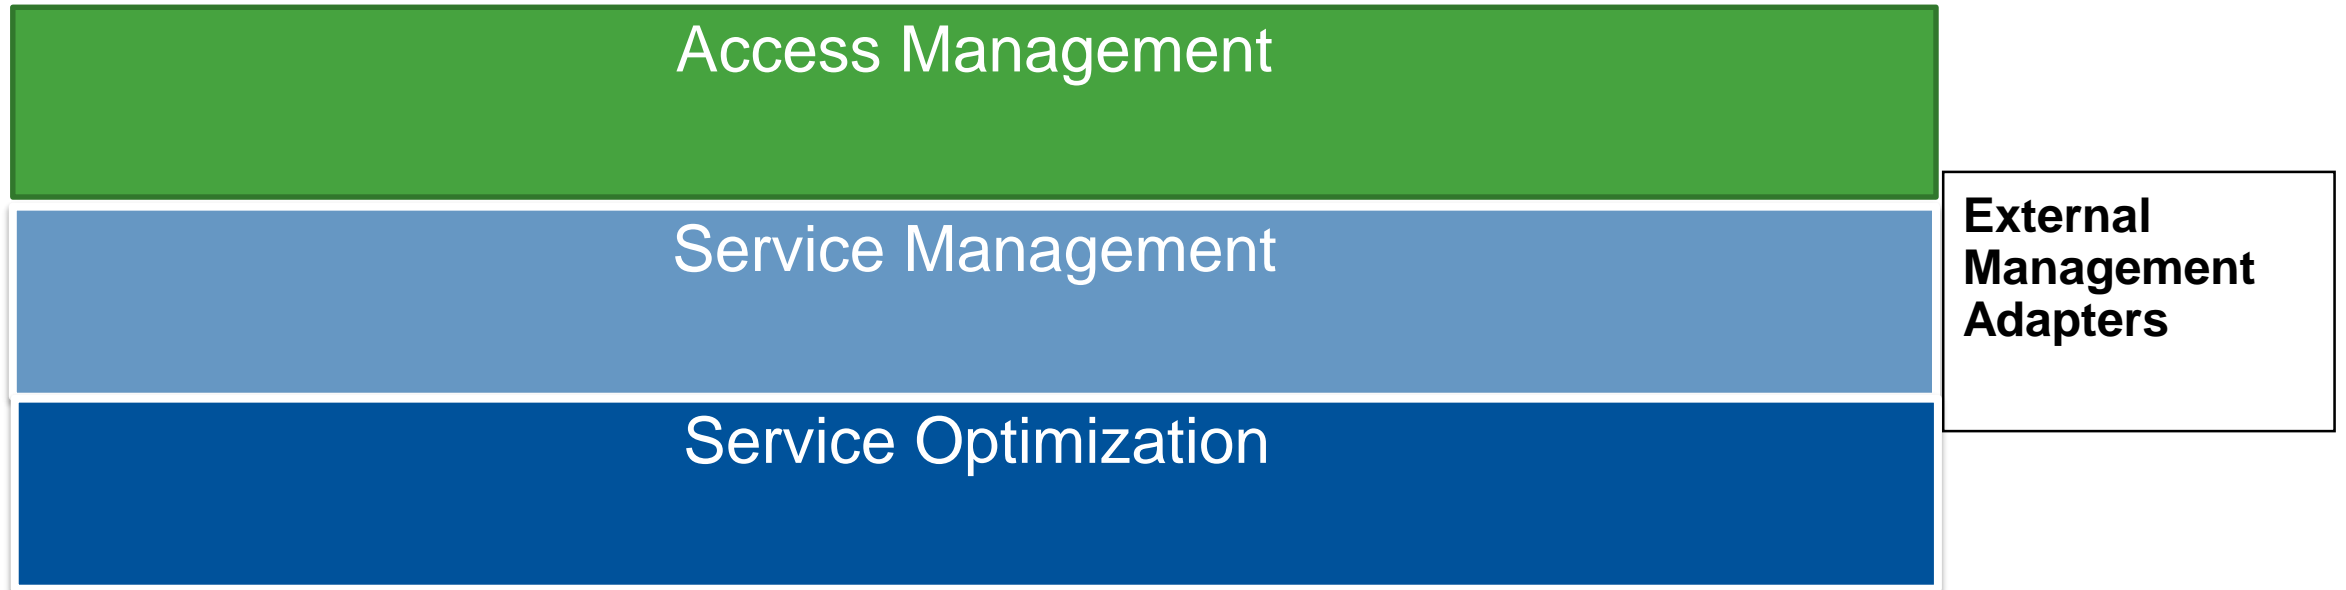 Access Management
Service Management
External
Management
Adapters
Service Optimization